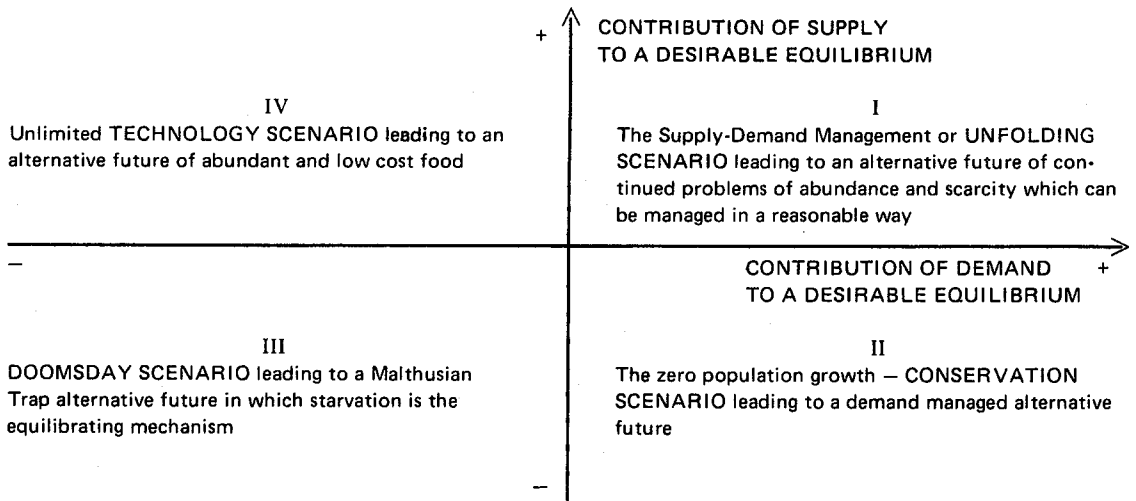 +
CONTRIBUTION OF SUPPLY
TO A DESIRABLE EQUILIBRIUM
IV
Unlimited TECHNOLOGY SCENARIO leading to an
alternative future of abundant and low cost food
I
The Supply-Demand Management or UNFOLDING
SCENARIO leading to an alternative future of con-
tinued problems of abundance and scarcity which can
be managed in a reasonable way
–
CONTRIBUTION OF DEMAND +
TO A DESIRABLE EQUILIBRIUM
III
DOOMSDAY SCENARIO leading to a Malthusian
Trap alternative future in which starvation is the
equilibrating mechanism
II
The zero population growth — CONSERVATION
SCENARIO leading to a demand managed alternative
future
–